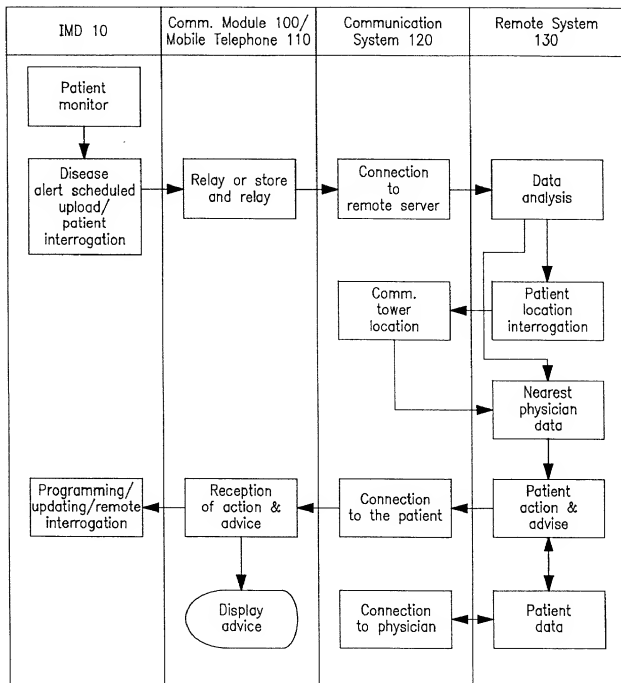 IMD 10
Comm. Module 100/
Mobile Telephone 110
Communication
System 120
Remote System
130
Patient
monitor
Disease
alert scheduled
upload/
patient
interrogation
Relay or store
and relay
Connection
to
remote server
Data
analysis
Comm.
tower
location
Patient
location
interrogation
Nearest
physician
data
Programming/
updating/remote
interrogation
Reception
of action &
advice
Connection
to the patient
Patient
action &
advise
Display
advice
Connection
to physician
Patient
data